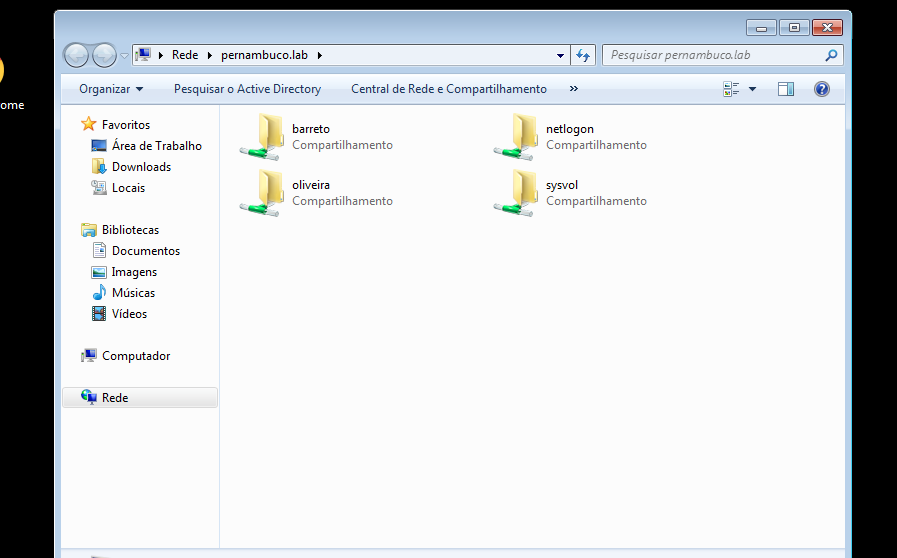 ome
Rede pernambuco.lab
Pesquisar pernambuco.lab
Organizar Pesquisar o Active Directory Central de Rede e Compartilhamento »
Favoritos
Área de Trabalho
Downloads
Locais
Bibliotecas
Documentos
Imagens
Músicas
Vídeos
Computador
Rede
barreto
Compartilhamento
netlogon
Compartilhamento
oliveira
Compartilhamento
sysvol
Compartilhamento